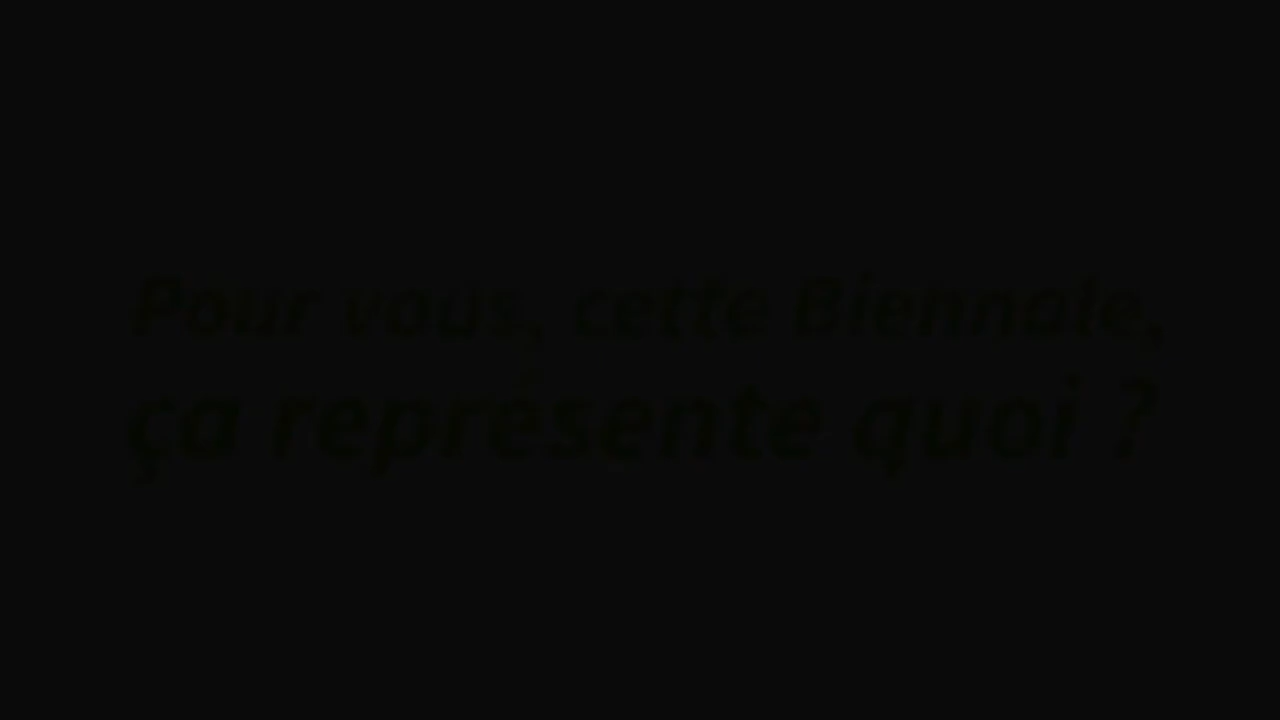 Pour vous, cette Biennale,
ça représente quoi ?